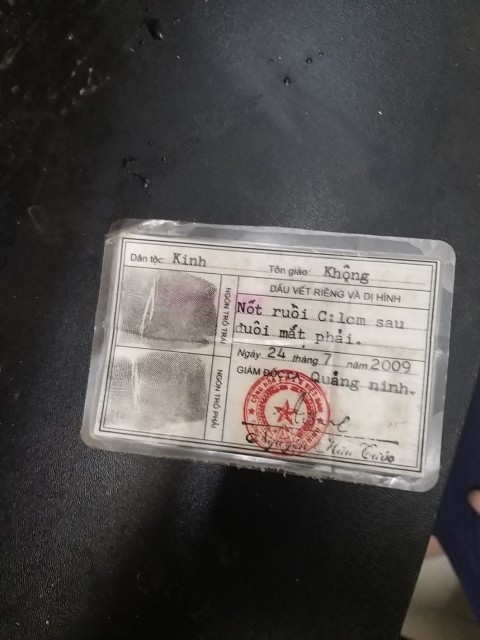 Dân tộc: Kinh
Tôn giáo: Không
DẤU VẾT RIÊNG VÀ DỊ HÌNH
NGÓN TRỎ TRÁI
Nốt ruồi C:1cm sau
đuôi mắt phải.
Ngày 24 tháng 7 năm 2009
GIÁM ĐỐC CA Quảng ninh.
NGÓN TRỎ PHẢI